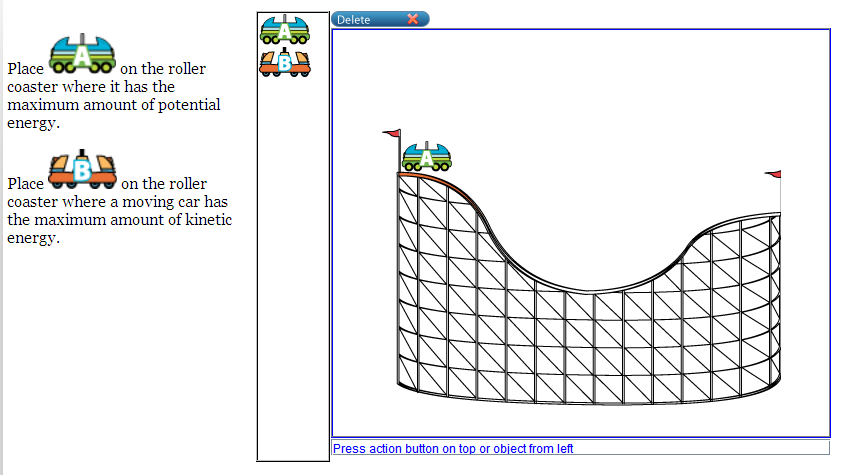 Place A on the roller
coaster where it has the
maximum amount of potential
energy.
Place B on the roller
coaster where a moving car has
the maximum amount of kinetic
energy.
A
B
Delete
A
Press action button on top or object from left